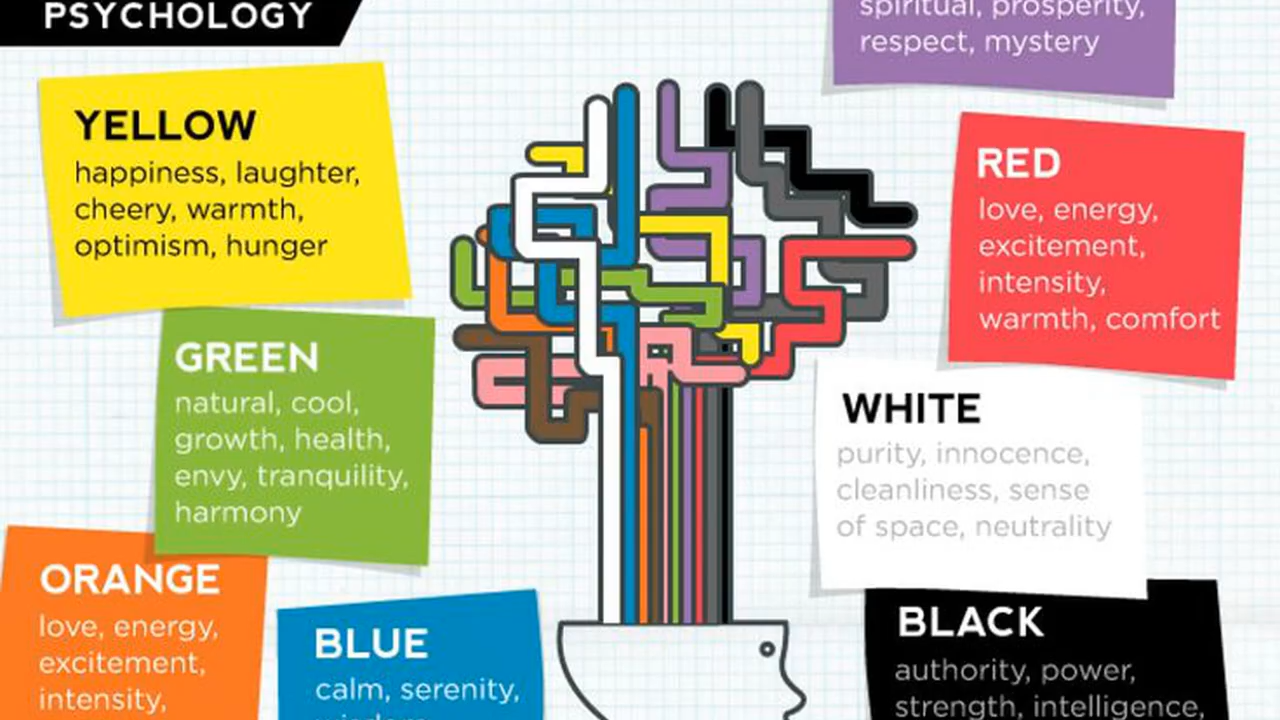 PSYCHOLOGY
spiritual, prosperity,
respect, mystery
YELLOW
happiness, laughter,
cheery, warmth,
optimism, hunger
RED
love, energy,
excitement,
intensity,
warmth, comfort
GREEN
natural, cool,
growth, health,
envy, tranquility,
harmony
WHITE
purity, innocence,
cleanliness, sense
of space, neutrality
ORANGE
love, energy,
excitement,
intensity,
BLUE
calm, serenity,
BLACK
authority, power,
strength, intelligence,